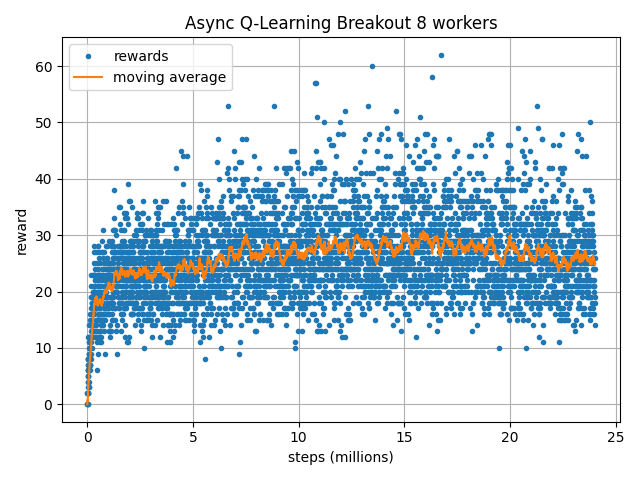 Async Q-Learning Breakout 8 workers
rewards
moving average
60
50
40
30
20
10
0
reward
0 5 10 15 20 25
steps (millions)